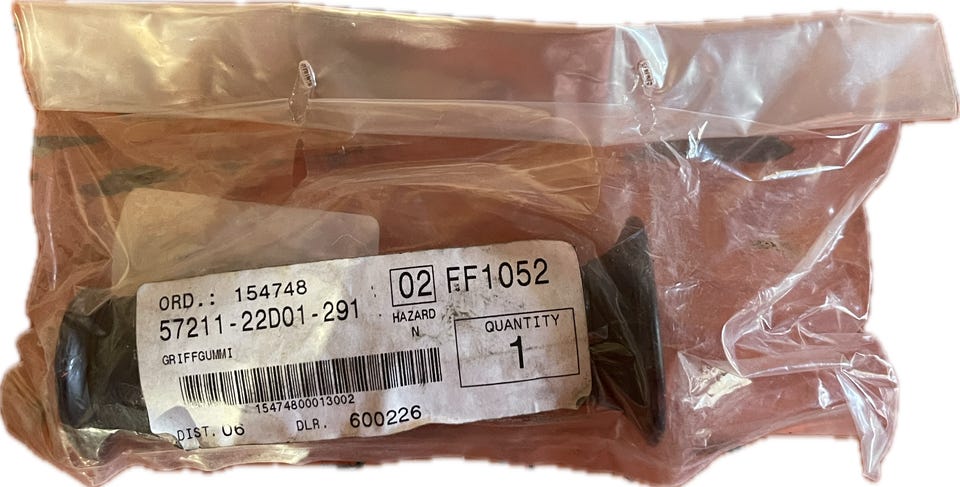 ORD.: 154748
02 FF1052
57211-22D01-291
HAZARD
N
GRIFFGUMMI
QUANTITY
1
15474800013002
DIST. 06 DLR. 600226